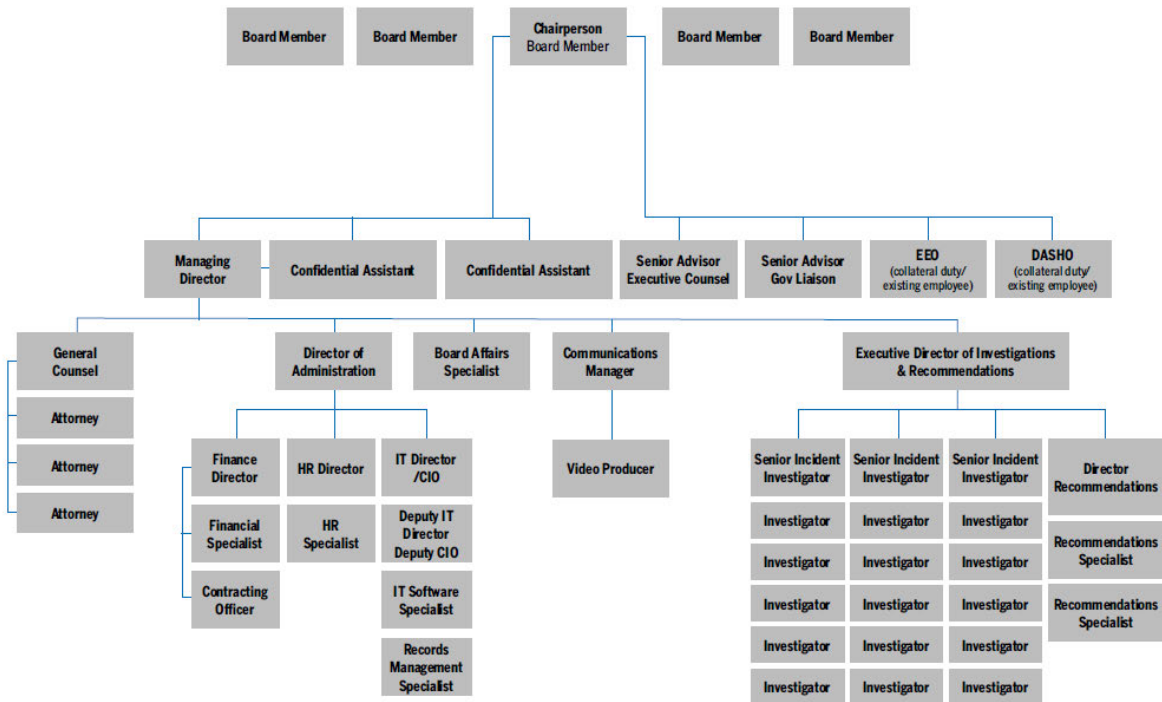 Board Member
Board Member
Chairperson
Board Member
Board Member
Board Member
Managing
Director
Confidential Assistant
Confidential Assistant
Senior Advisor
Executive Counsel
Senior Advisor
Gov Liaison
EEO
(collateral duty/
existing employee)
DASHO
(collateral duty/
existing employee)
General
Counsel
Director of
Administration
Board Affairs
Specialist
Communications
Manager
Executive Director of Investigations
& Recommendations
Attorney
Attorney
Attorney
Finance
Director
HR Director
IT Director
/CIO
Financial
Specialist
HR
Specialist
Deputy IT
Director
Deputy CIO
Contracting
Officer
IT Software
Specialist
Records
Management
Specialist
Video Producer
Senior Incident
Investigator
Senior Incident
Investigator
Senior Incident
Investigator
Director
Recommendations
Investigator
Investigator
Investigator
Recommendations
Specialist
Investigator
Investigator
Investigator
Recommendations
Specialist
Investigator
Investigator
Investigator
Investigator
Investigator
Investigator
Investigator
Investigator
Investigator